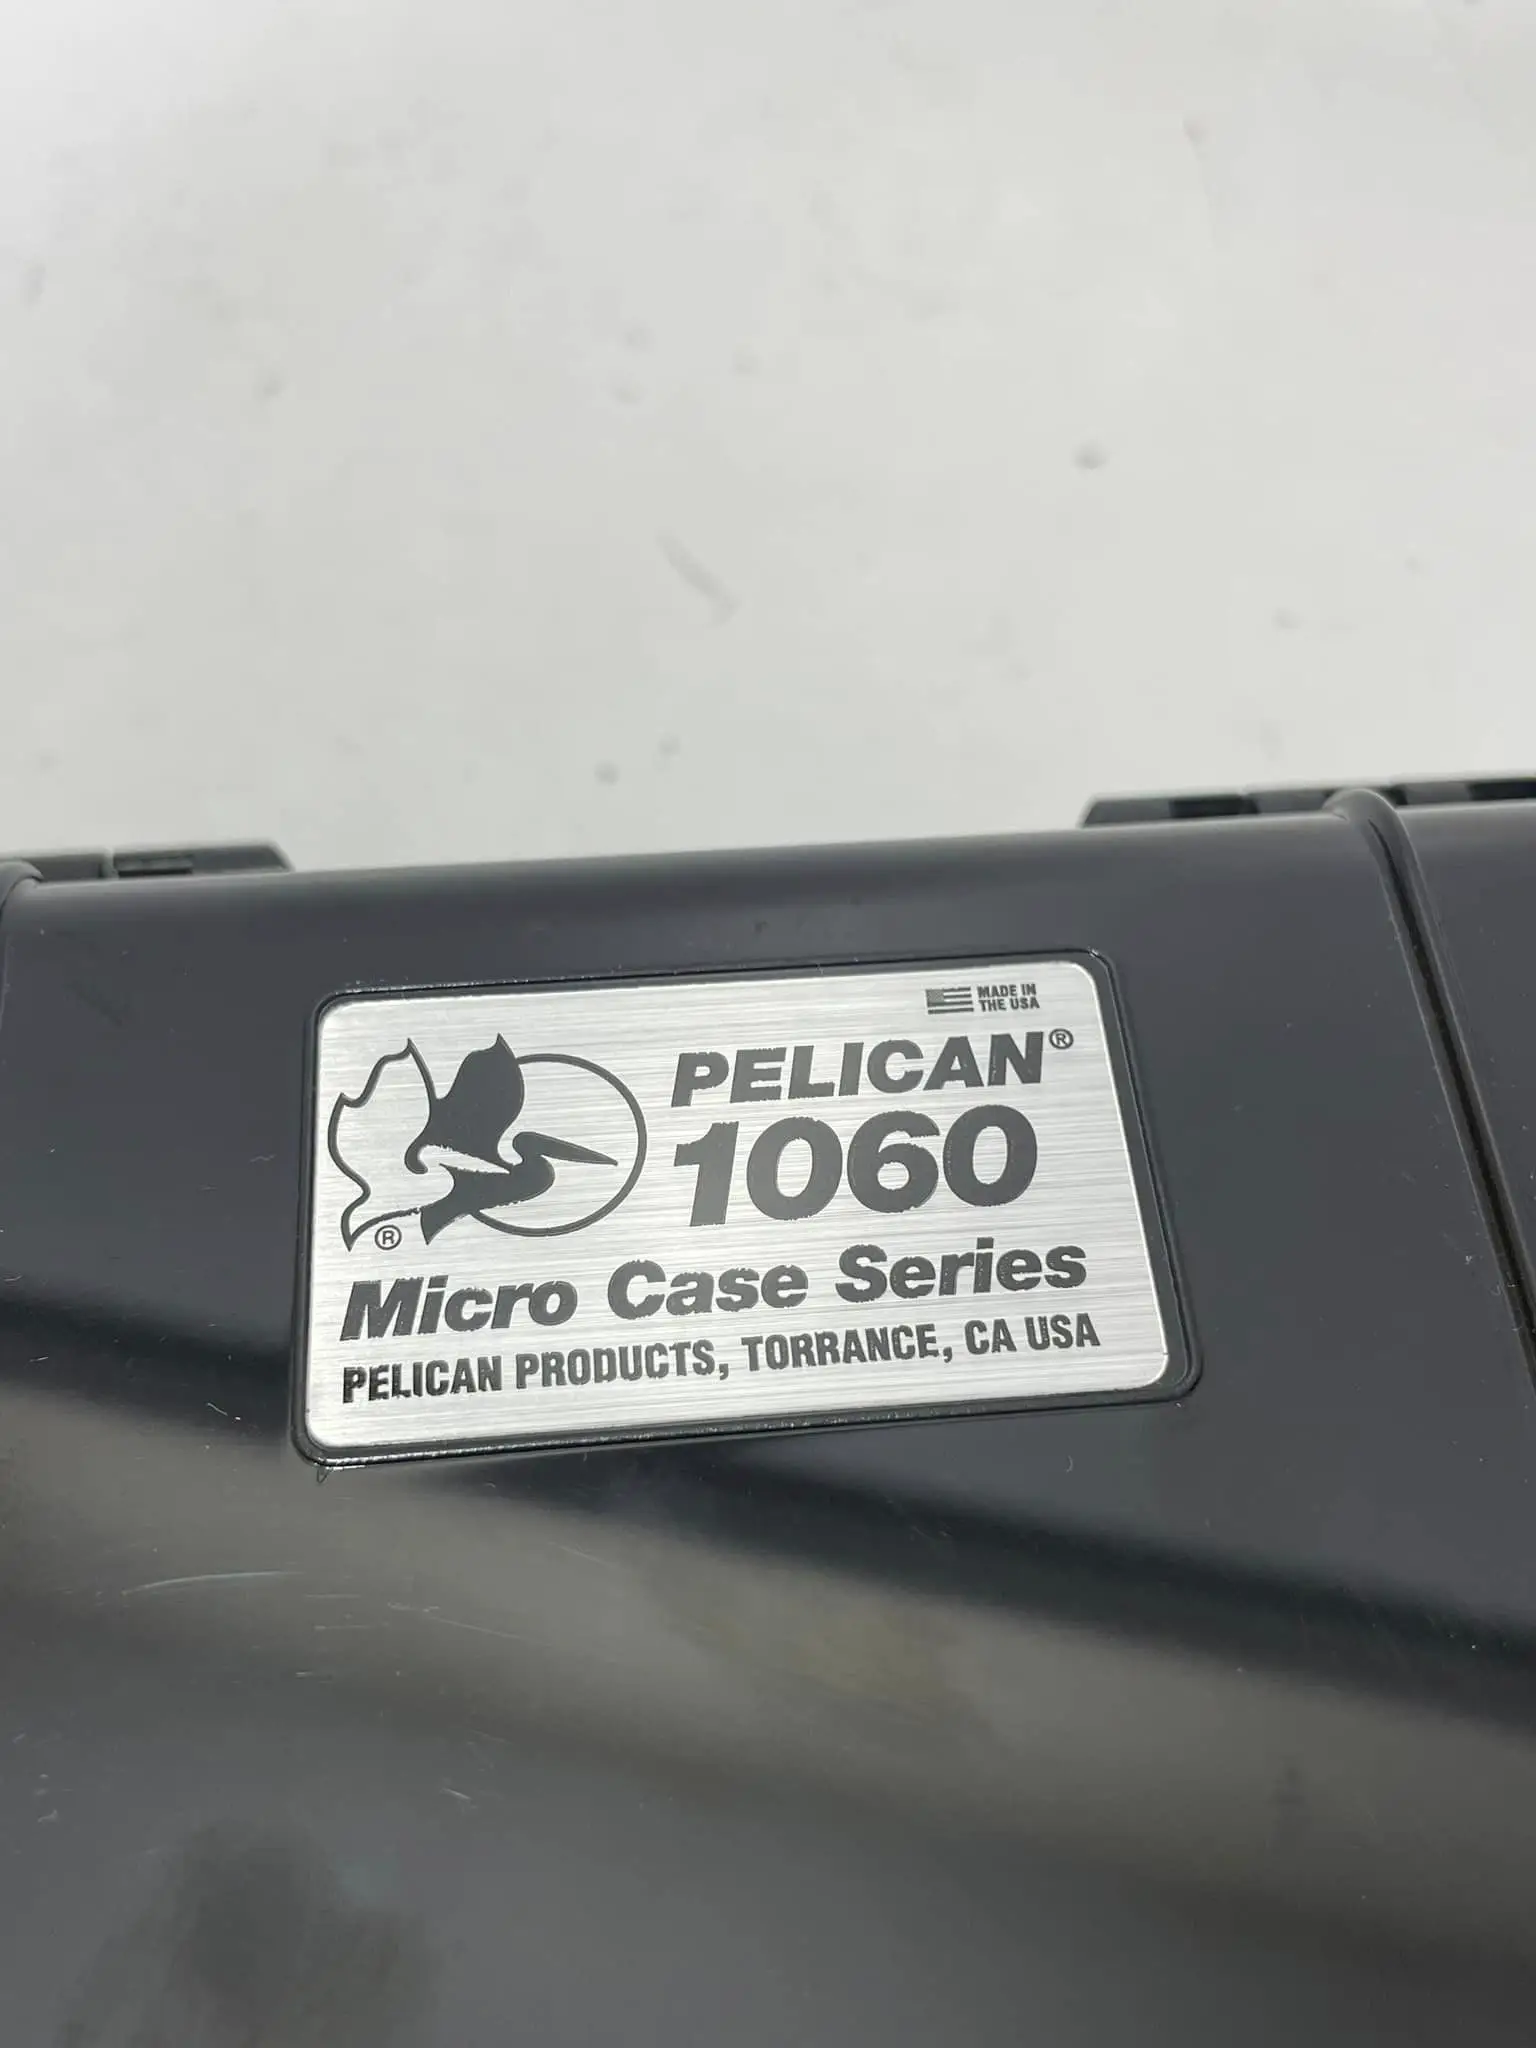 MADE IN
THE USA
PELICAN®
1060
®
Micro Case Series
PELICAN PRODUCTS, TORRANCE, CA USA